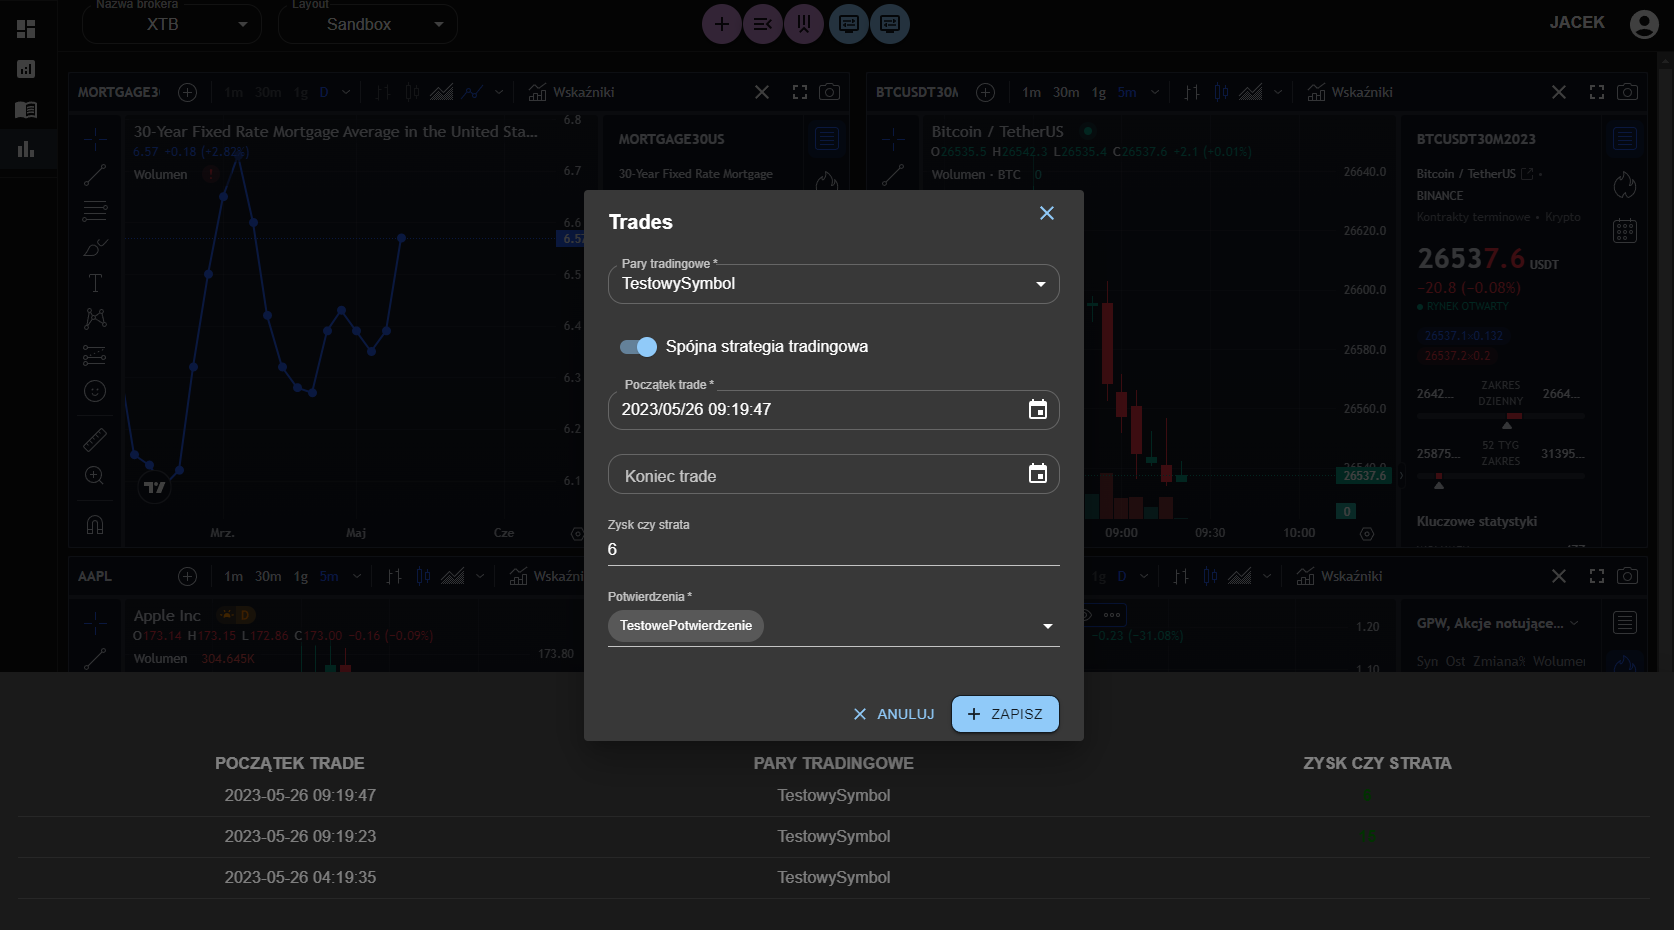 Nazwa brokera
XTB
Layout
Sandbox
JACEK
MORTGAGE3
1m 30m 1g D
Wskaźniki
30-Year Fixed Rate Mortgage Average in the United Sta...
6.57 +0.18 (+2.82%)
Wolumen
6.8
6.7
6.6
6.57
6.5
6.4
6.3
6.2
6.1
Mrz. Maj Cze
MORTGAGE30US
30-Year Fixed Rate Mortgage
BTCUSDT30M
1m 30m 1g 5m
Wskaźniki
Bitcoin / TetherUS
O26535.5 H26542.3 L26535.4 C26537.6 +2.1 (+0.01%)
Wolumen · BTC 0
26640.0
26620.0
26600.0
26580.0
26560.0
26540.0
26537.6
0
09:00 09:30 10:00
BTCUSDT30M2023
Bitcoin / TetherUS
BINANCE
Kontrakty terminowe • Krypto
26537.6 USDT
−20.8 (−0.08%)
RYNEK OTWARTY
26537.1×0.132
26537.2×0.2
2642... ZAKRES DZIENNY 2664...
25875... 52 TYG ZAKRES 31395...
Kluczowe statystyki
Trades
Pary tradingowe *
TestowySymbol
Spójna strategia tradingowa
Początek trade *
2023/05/26 09:19:47
Koniec trade
Zysk czy strata
6
Potwierdzenia *
TestowePotwierdzenie
ANULUJ
ZAPISZ
AAPL
1m 30m 1g 5m
Wskaźni
Apple Inc D
O173.14 H173.15 L172.86 C173.00 −0.16 (−0.09%)
Wolumen 304.645K
173.80
1g D
Wskaźniki
−0.23 (−31.08%)
1.20
1.10
GPW, Akcje notujące...
Syn Ost Zmiana% Wolumer
POCZĄTEK TRADE PARY TRADINGOWE ZYSK CZY STRATA
2023-05-26 09:19:47 TestowySymbol
2023-05-26 09:19:23 TestowySymbol
2023-05-26 04:19:35 TestowySymbol